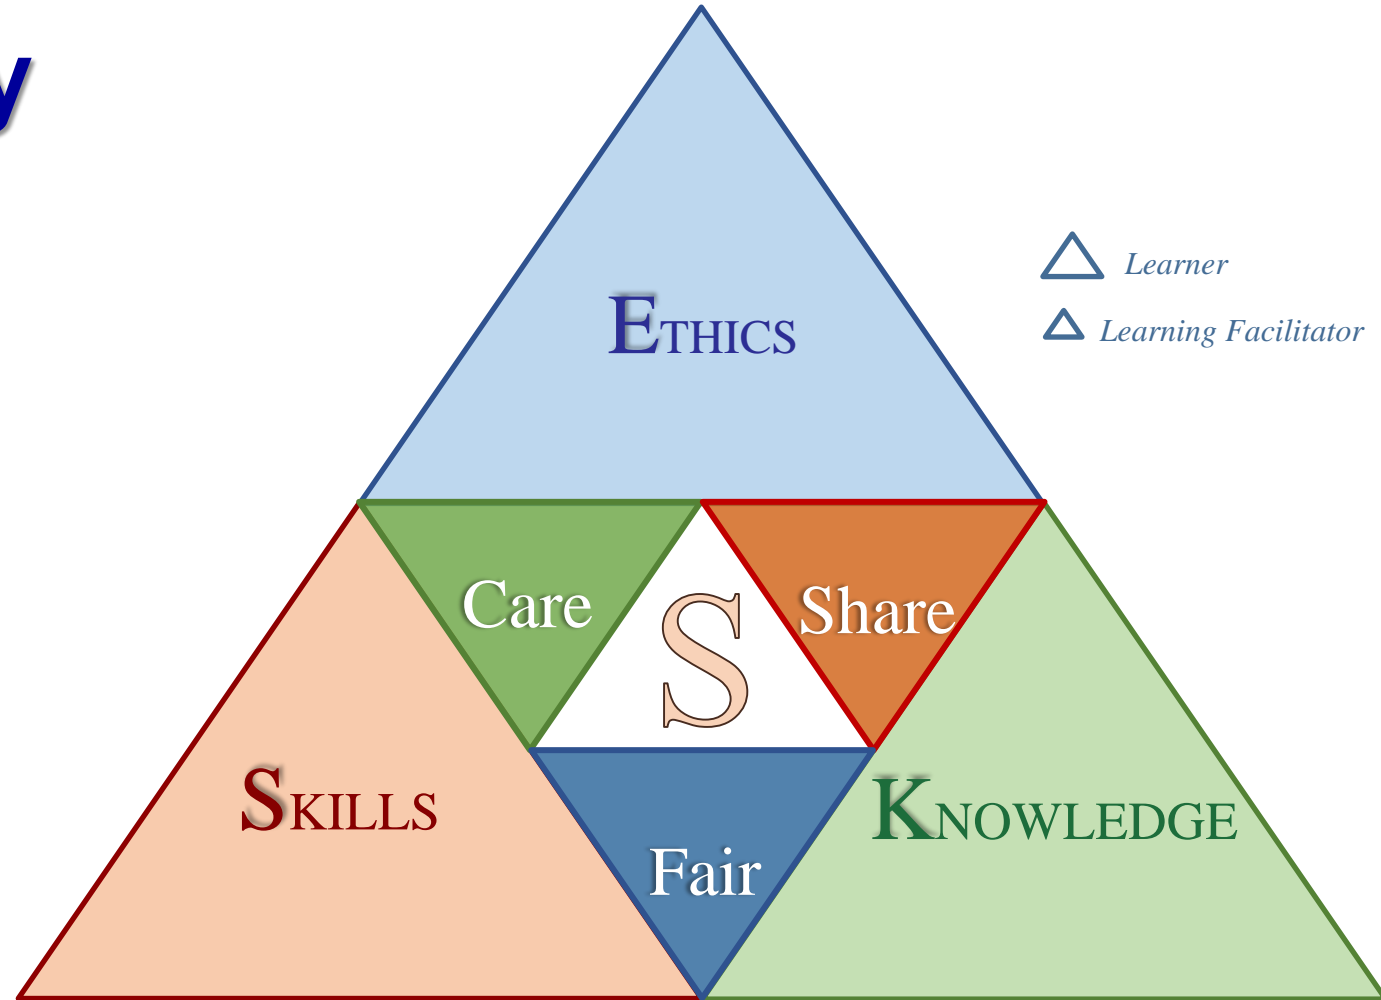 y
ETHICS
Learner
Learning Facilitator
Care
S
Share
SKILLS
KNOWLEDGE
Fair